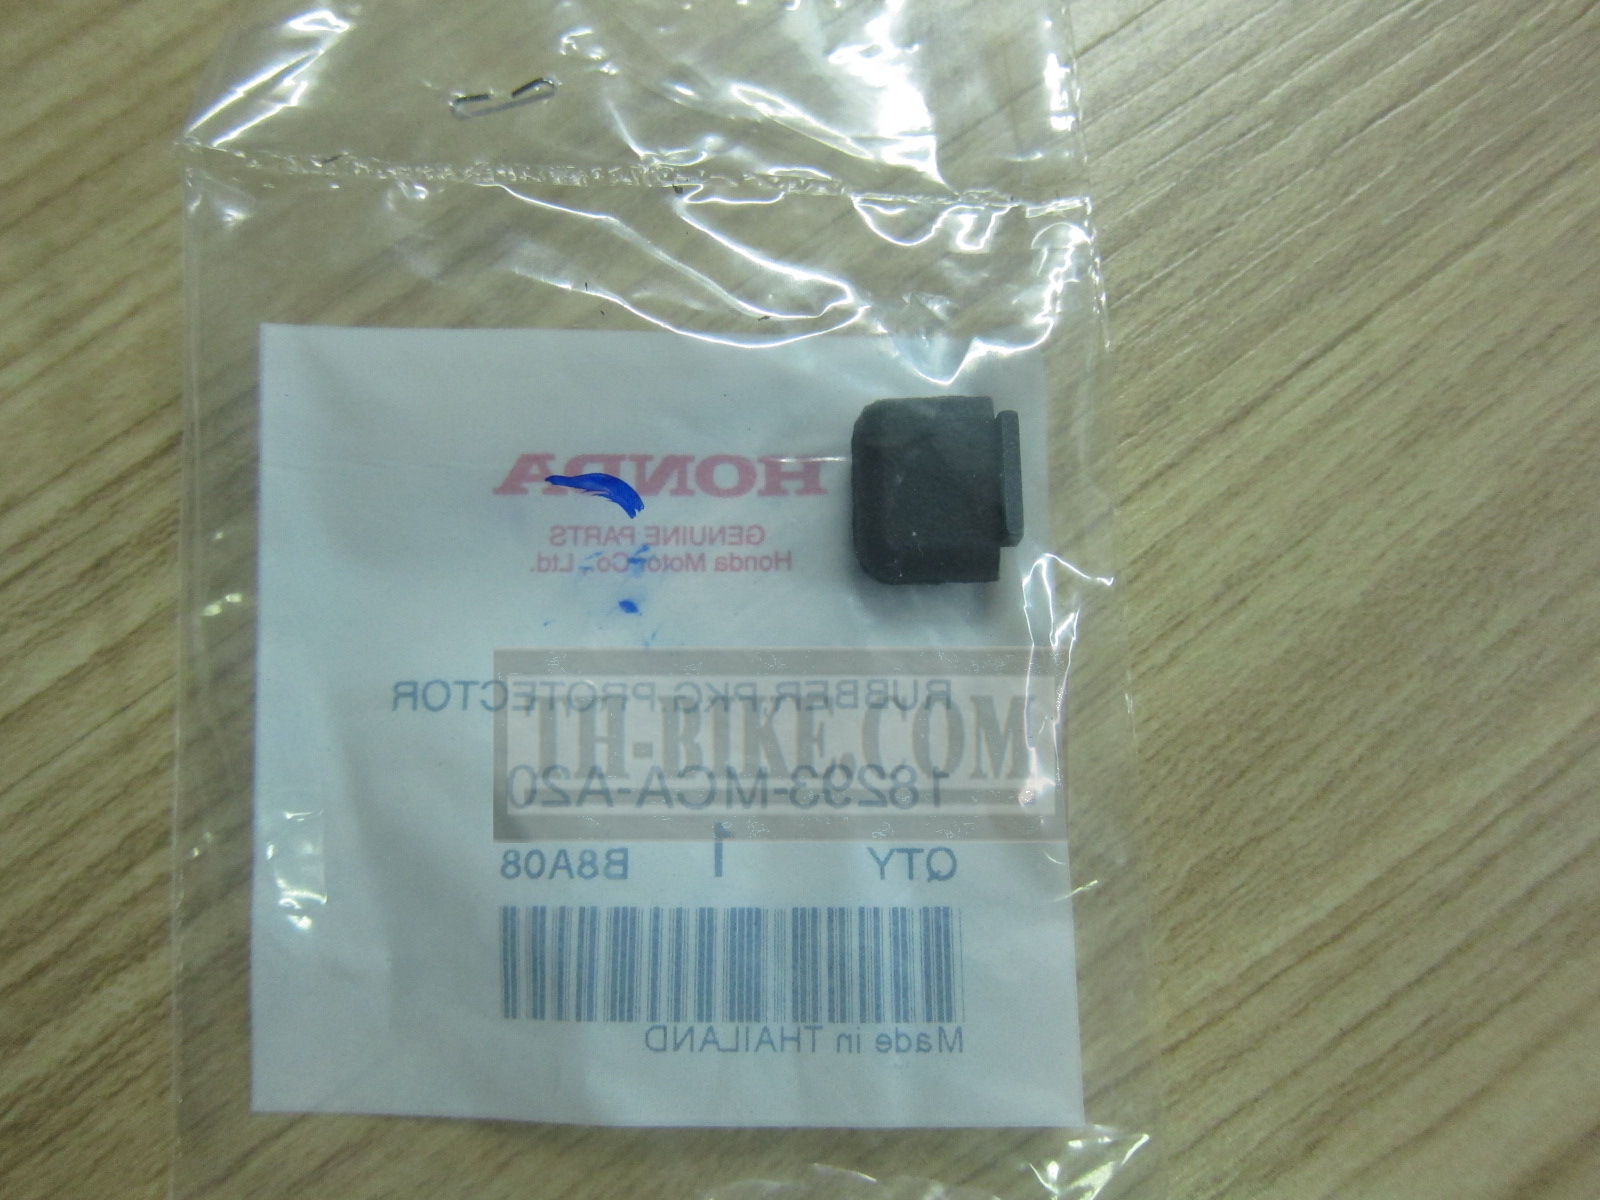 HONDA
GENUINE PARTS
Honda Motor Co., Ltd.
RUBBER,PKG PROTECTOR
TH-BIKE.COM
18293-MCA-A20
QTY 1 B8A08
Made in THAILAND